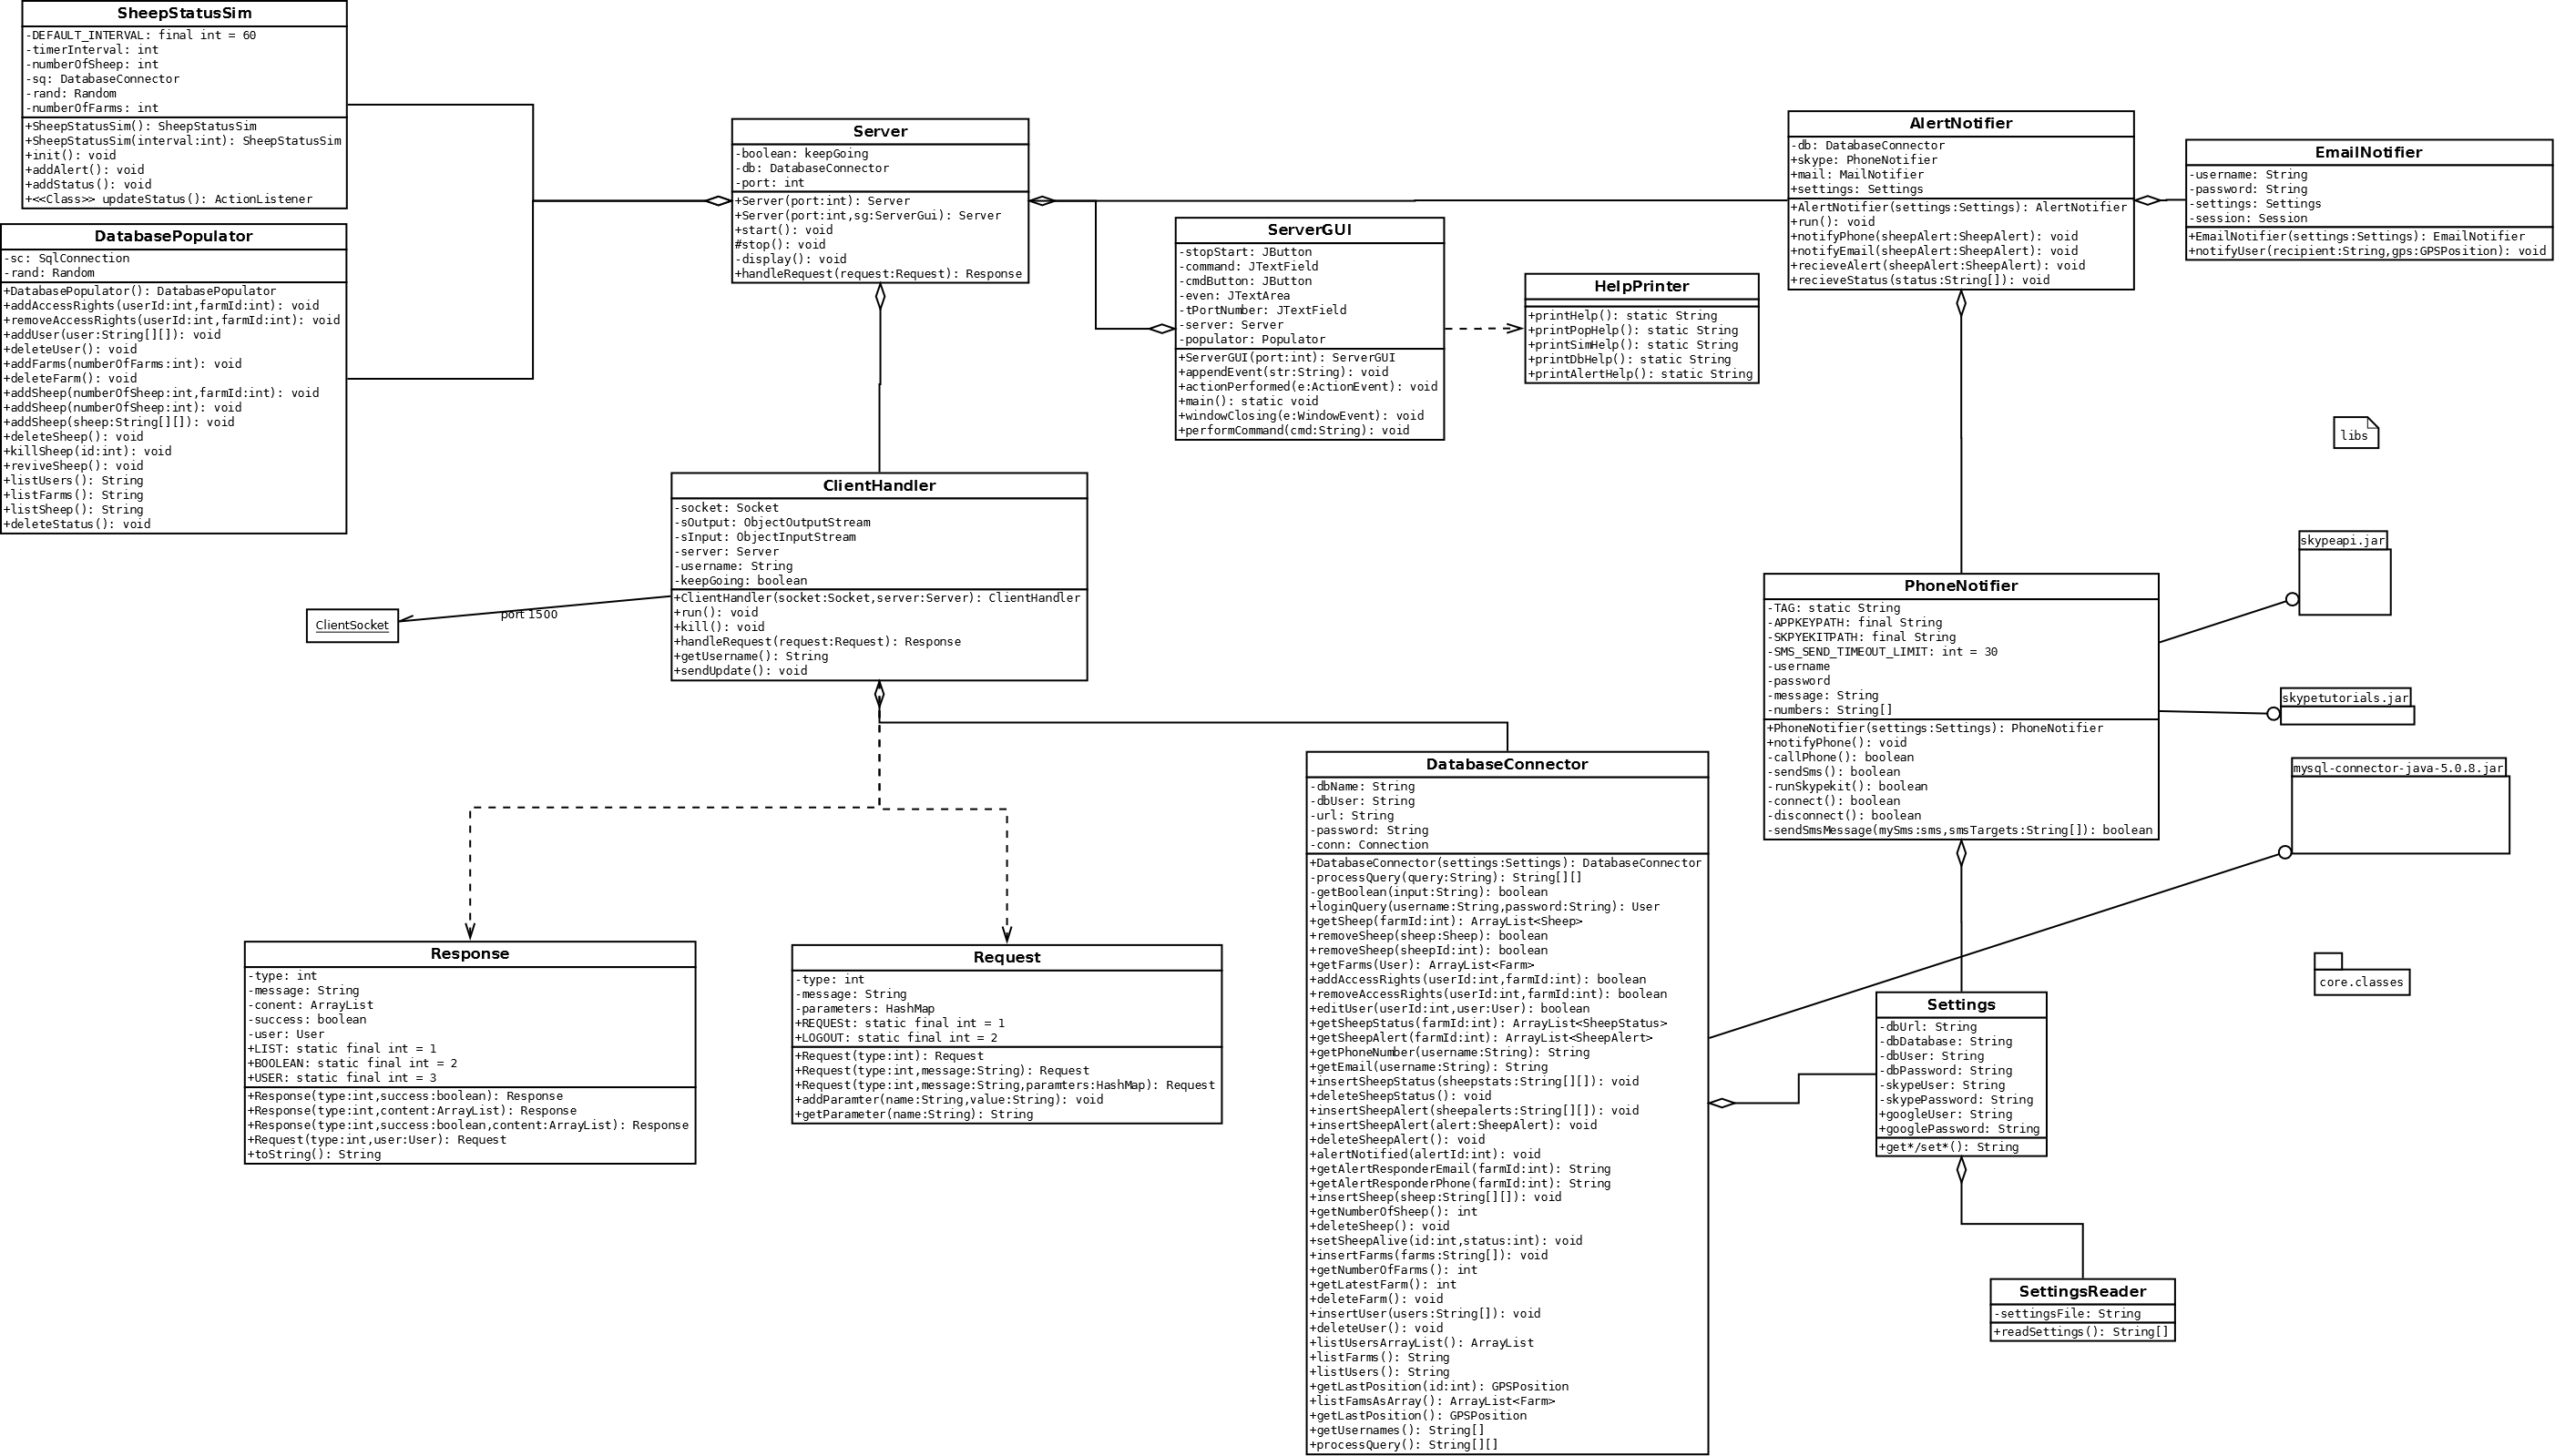 SheepStatusSim
-DEFAULT_INTERVAL: final int = 60
-timerInterval: int
-numberOfSheep: int
-sq: DatabaseConnector
-rand: Random
-numberOfFarms: int
+SheepStatusSim(): SheepStatusSim
+SheepStatusSim(interval:int): SheepStatusSim
+init(): void
+addAlert(): void
+addStatus(): void
+<<Class>> updateStatus(): ActionListener
DatabasePopulator
-sc: SqlConnection
-rand: Random
+DatabasePopulator(): DatabasePopulator
+addAccessRights(userId:int,farmId:int): void
+removeAccessRights(userId:int,farmId:int): void
+addUser(user:String[][]): void
+deleteUser(): void
+addFarms(numberOfFarms:int): void
+deleteFarm(): void
+addSheep(numberOfSheep:int,farmId:int): void
+addSheep(numberOfSheep:int): void
+addSheep(sheep:String[][]): void
+deleteSheep(): void
+killSheep(id:int): void
+reviveSheep(): void
+listUsers(): String
+listFarms(): String
+listSheep(): String
+deleteStatus(): void
Server
-boolean: keepGoing
-db: DatabaseConnector
-port: int
+Server(port:int): Server
+Server(port:int,sg:ServerGui): Server
+start(): void
#stop(): void
-display(): void
+handleRequest(request:Request): Response
ServerGUI
-stopStart: JButton
-command: JTextField
-cmdButton: JButton
-even: JTextArea
-tPortNumber: JTextField
-server: Server
-populator: Populator
+ServerGUI(port:int): ServerGUI
+appendEvent(str:String): void
+actionPerformed(e:ActionEvent): void
+main(): static void
+windowClosing(e:WindowEvent): void
+performCommand(cmd:String): void
HelpPrinter
+printHelp(): static String
+printPopHelp(): static String
+printSimHelp(): static String
+printDbHelp(): static String
+printAlertHelp(): static String
AlertNotifier
-db: DatabaseConnector
+skype: PhoneNotifier
+mail: MailNotifier
+settings: Settings
+AlertNotifier(settings:Settings): AlertNotifier
+run(): void
+notifyPhone(sheepAlert:SheepAlert): void
+notifyEmail(sheepAlert:SheepAlert): void
+recieveAlert(sheepAlert:SheepAlert): void
+recieveStatus(status:String[]): void
EmailNotifier
-username: String
-password: String
-settings: Settings
-session: Session
+EmailNotifier(settings:Settings): EmailNotifier
+notifyUser(recipient:String,gps:GPSPosition): void
libs
ClientHandler
-socket: Socket
-sOutput: ObjectOutputStream
-sInput: ObjectInputStream
-server: Server
-username: String
-keepGoing: boolean
+ClientHandler(socket:Socket,server:Server): ClientHandler
+run(): void
+kill(): void
+handleRequest(request:Request): Response
+getUsername(): String
+sendUpdate(): void
port 1500
ClientSocket
skypeapi.jar
PhoneNotifier
-TAG: static String
-APPKEYPATH: final String
-SKPYEKITPATH: final String
-SMS_SEND_TIMEOUT_LIMIT: int = 30
-username
-password
-message: String
-numbers: String[]
+PhoneNotifier(settings:Settings): PhoneNotifier
+notifyPhone(): void
-callPhone(): boolean
-sendSms(): boolean
-runSkypekit(): boolean
-connect(): boolean
-disconnect(): boolean
-sendSmsMessage(mySms:sms,smsTargets:String[]): boolean
skypetutorials.jar
mysql-connector-java-5.0.8.jar
core.classes
DatabaseConnector
-dbName: String
-dbUser: String
-url: String
-password: String
-conn: Connection
+DatabaseConnector(settings:Settings): DatabaseConnector
-processQuery(query:String): String[][]
-getBoolean(input:String): boolean
+loginQuery(username:String,password:String): User
+getSheep(farmId:int): ArrayList<Sheep>
+removeSheep(sheep:Sheep): boolean
+removeSheep(sheepId:int): boolean
+getFarms(User): ArrayList<Farm>
+addAccessRights(userId:int,farmId:int): boolean
+removeAccessRights(userId:int,farmId:int): boolean
+editUser(userId:int,user:User): boolean
+getSheepStatus(farmId:int): ArrayList<SheepStatus>
+getSheepAlert(farmId:int): ArrayList<SheepAlert>
+getPhoneNumber(username:String): String
+getEmail(username:String): String
+insertSheepStatus(sheepstats:String[][]): void
+deleteSheepStatus(): void
+insertSheepAlert(sheepalerts:String[][]): void
+insertSheepAlert(alert:SheepAlert): void
+deleteSheepAlert(): void
+alertNotified(alertId:int): void
+getAlertResponderEmail(farmId:int): String
+getAlertResponderPhone(farmId:int): String
+insertSheep(sheep:String[][]): void
+getNumberOfSheep(): int
+deleteSheep(): void
+setSheepAlive(id:int,status:int): void
+insertFarms(farms:String[]): void
+getNumberOfFarms(): int
+getLatestFarm(): int
+deleteFarm(): void
+insertUser(users:String[]): void
+deleteUser(): void
+listUsersArrayList(): ArrayList
+listFarms(): String
+listUsers(): String
+getLastPosition(id:int): GPSPosition
+listFamsAsArray(): ArrayList<Farm>
+getLastPosition(): GPSPosition
+getUsernames(): String[]
+processQuery(): String[][]
Response
-type: int
-message: String
-conent: ArrayList
-success: boolean
-user: User
+LIST: static final int = 1
+BOOLEAN: static final int = 2
+USER: static final int = 3
+Response(type:int,success:boolean): Response
+Response(type:int,content:ArrayList): Response
+Response(type:int,success:boolean,content:ArrayList): Response
+Request(type:int,user:User): Request
+toString(): String
Request
-type: int
-message: String
-parameters: HashMap
+REQUESt: static final int = 1
+LOGOUT: static final int = 2
+Request(type:int): Request
+Request(type:int,message:String): Request
+Request(type:int,message:String,paramters:HashMap): Request
+addParamter(name:String,value:String): void
+getParameter(name:String): String
Settings
-dbUrl: String
-dbDatabase: String
-dbUser: String
-dbPassword: String
-skypeUser: String
-skypePassword: String
+googleUser: String
+googlePassword: String
+get*/set*(): String
SettingsReader
-settingsFile: String
+readSettings(): String[]